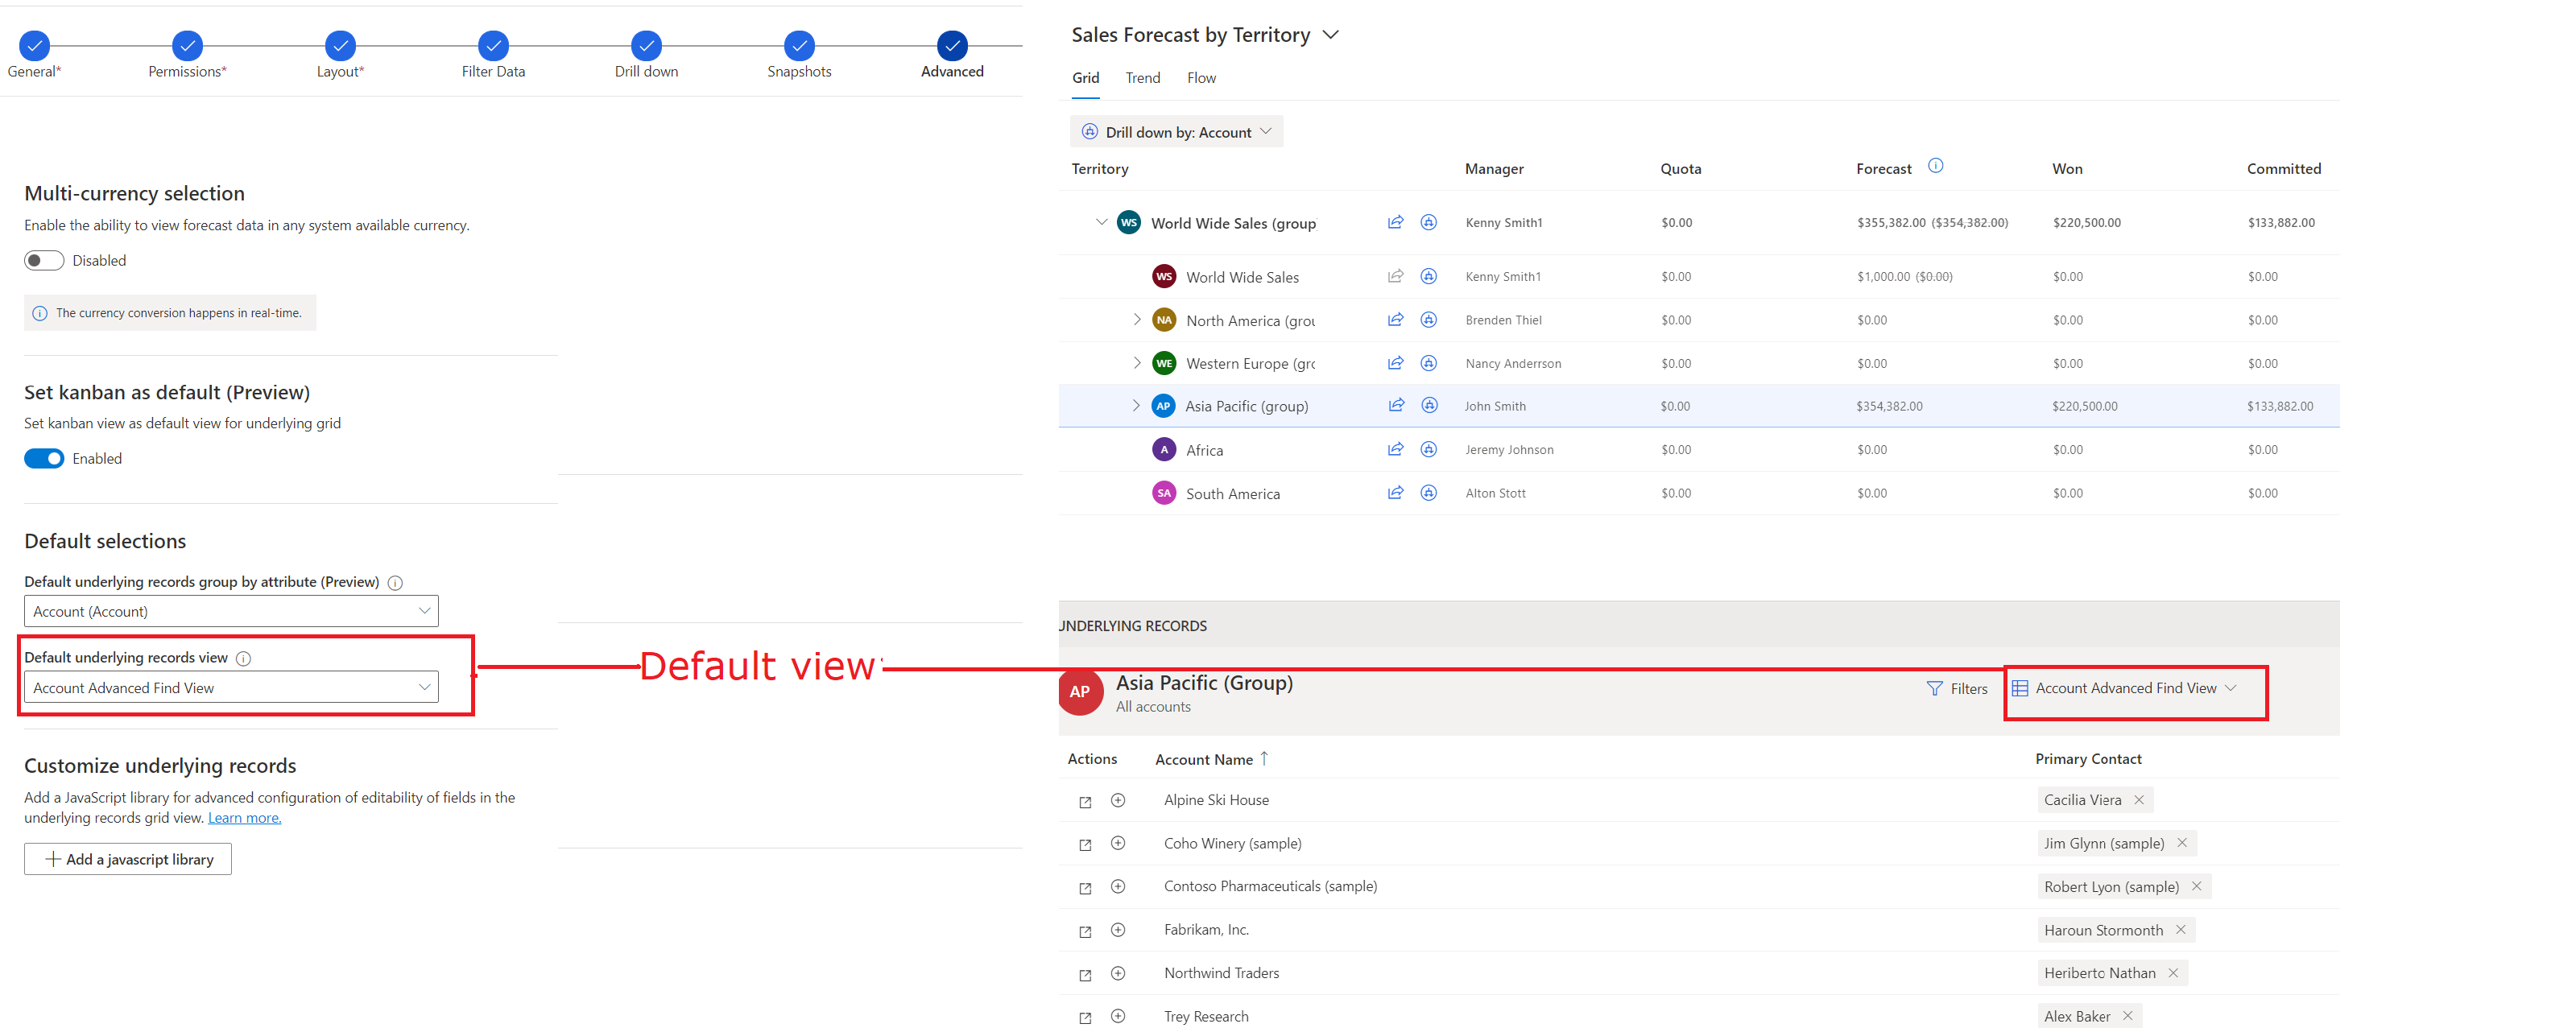 General*
Permissions*
Layout*
Filter Data
Drill down
Snapshots
Advanced
Multi-currency selection
Enable the ability to view forecast data in any system available currency.
Disabled
The currency conversion happens in real-time.
Set kanban as default (Preview)
Set kanban view as default view for underlying grid
Enabled
Default selections
Default underlying records group by attribute (Preview)
Account (Account)
Default underlying records view
Account Advanced Find View
Default view
Customize underlying records
Add a JavaScript library for advanced configuration of editability of fields in the
underlying records grid view. Learn more.
Add a javascript library
Sales Forecast by Territory
Grid Trend Flow
Drill down by: Account
Territory Manager Quota Forecast Won Committed
WS World Wide Sales (group Kenny Smith1 $0.00 $355,382.00 ($354,382.00) $220,500.00 $133,882.00
WS World Wide Sales Kenny Smith1 $0.00 $1,000.00 ($0.00) $0.00 $0.00
NA North America (grou Brenden Thiel $0.00 $0.00 $0.00 $0.00
WE Western Europe (grc Nancy Anderrson $0.00 $0.00 $0.00 $0.00
AP Asia Pacific (group) John Smith $0.00 $354,382.00 $220,500.00 $133,882.00
A Africa Jeremy Johnson $0.00 $0.00 $0.00 $0.00
SA South America Alton Stott $0.00 $0.00 $0.00 $0.00
UNDERLYING RECORDS
AP Asia Pacific (Group)
All accounts
Filters
Account Advanced Find View
Actions Account Name ↑ Primary Contact
Alpine Ski House Cacilia Viera
Coho Winery (sample) Jim Glynn (sample)
Contoso Pharmaceuticals (sample) Robert Lyon (sample)
Fabrikam, Inc. Haroun Stormonth
Northwind Traders Heriberto Nathan
Trey Research Alex Baker